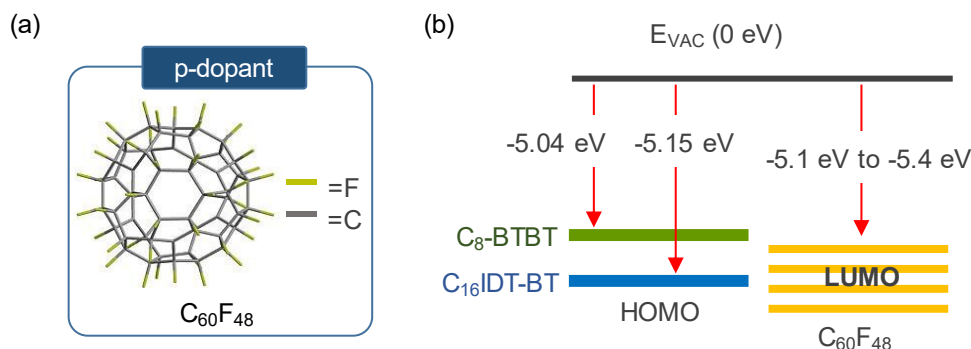 (a)
p-dopant
=F
=C
C₆₀F₄₈
(b)
E_VAC (0 eV)
-5.04 eV
-5.15 eV
-5.1 eV to -5.4 eV
C₈-BTBT
C₁₆IDT-BT
HOMO
LUMO
C₆₀F₄₈